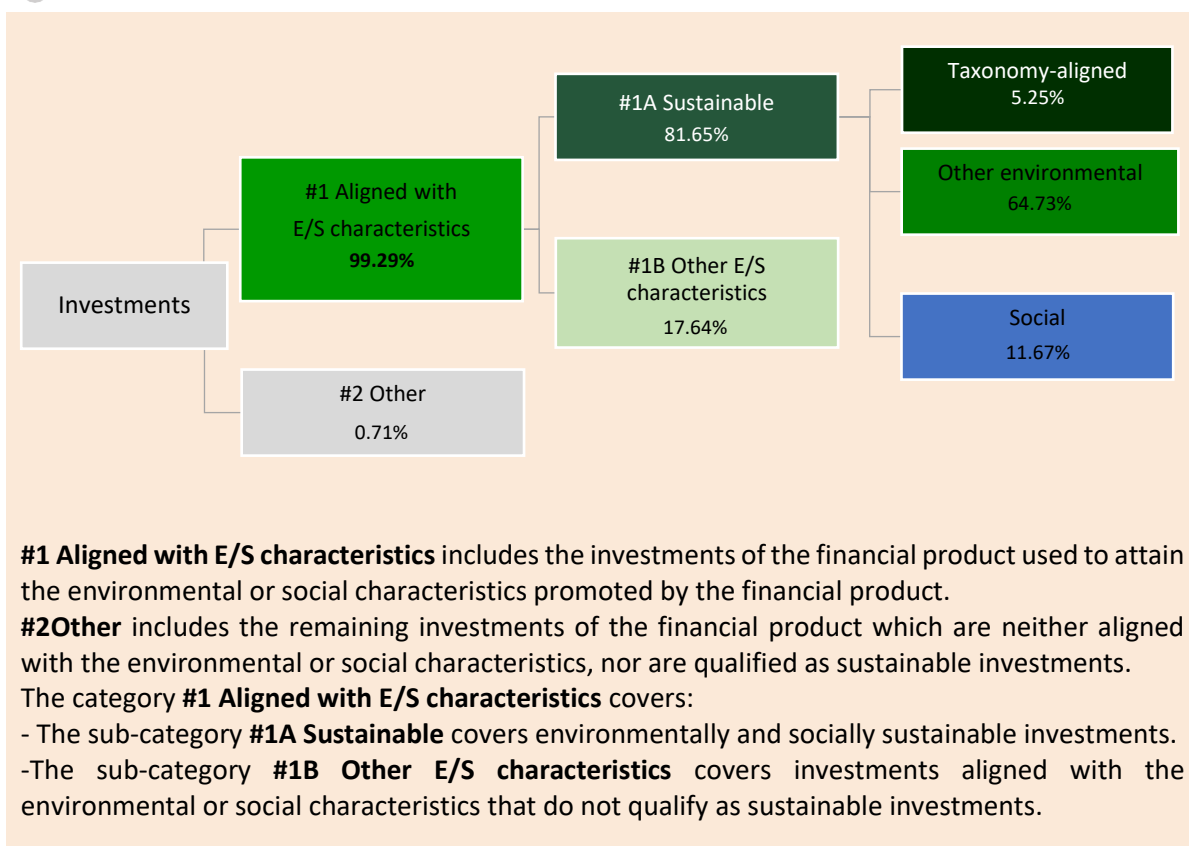 Investments
#1 Aligned with
E/S characteristics
99.29%
#2 Other
0.71%
#1A Sustainable
81.65%
#1B Other E/S
characteristics
17.64%
Taxonomy-aligned
5.25%
Other environmental
64.73%
Social
11.67%
#1 Aligned with E/S characteristics includes the investments of the financial product used to attain
the environmental or social characteristics promoted by the financial product.
#2Other includes the remaining investments of the financial product which are neither aligned
with the environmental or social characteristics, nor are qualified as sustainable investments.
The category #1 Aligned with E/S characteristics covers:
- The sub-category #1A Sustainable covers environmentally and socially sustainable investments.
-The sub-category #1B Other E/S characteristics covers investments aligned with the
environmental or social characteristics that do not qualify as sustainable investments.